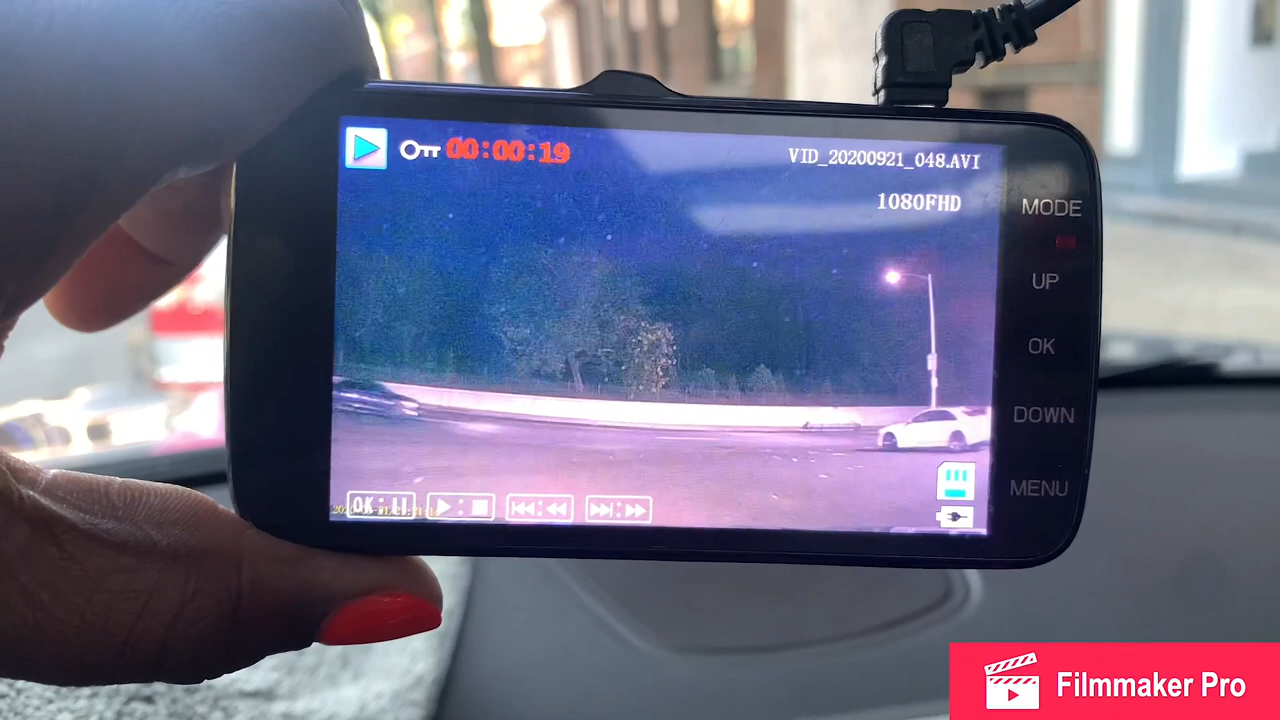 00:00:19
VID_20200921_048.AVI
1080FHD
MODE
UP
OK
DOWN
MENU
OK:
Filmmaker Pro